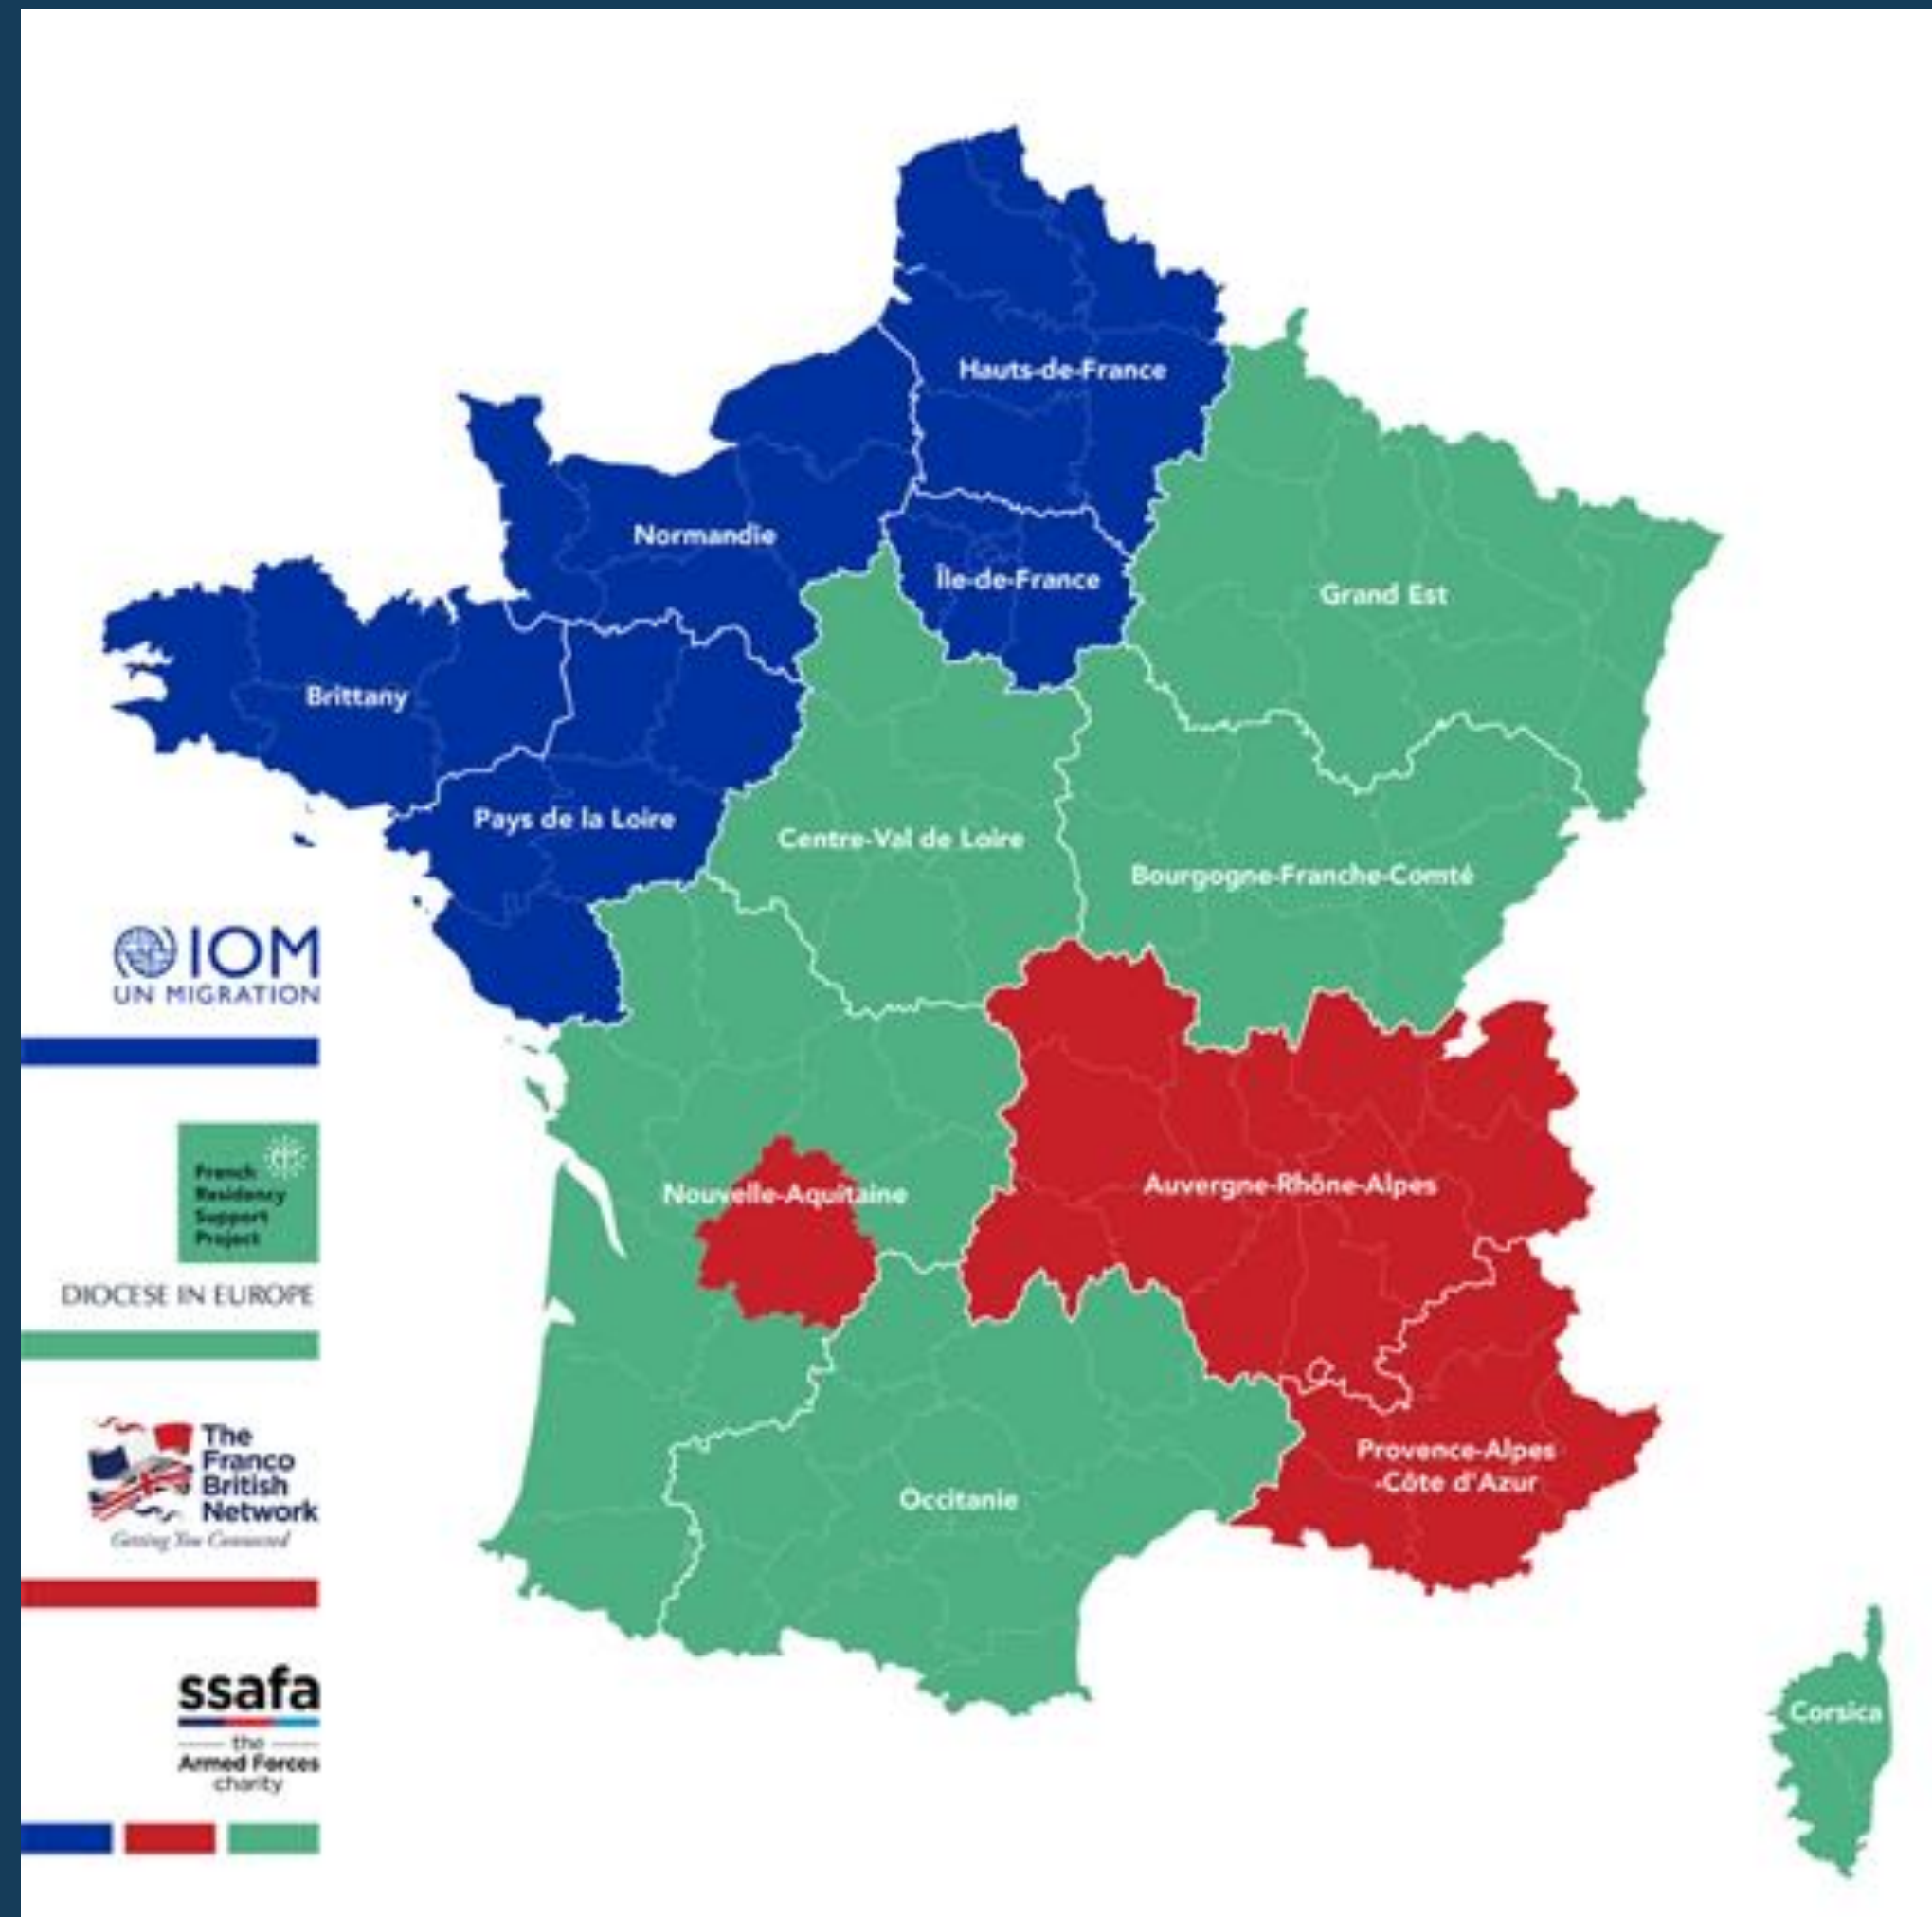 Hauts-de-France
Normandie
Île-de-France
Grand Est
Brittany
Pays de la Loire
Centre-Val de Loire
Bourgogne-Franche-Comté
Nouvelle-Aquitaine
Auvergne-Rhône-Alpes
Provence-Alpes
-Côte d'Azur
Occitanie
Corsica
IOM
UN MIGRATION
French
Residency
Support
Project
DIOCESE IN EUROPE
The
Franco
British
Network
Getting You Connected
ssafa
the
Armed Forces
charity